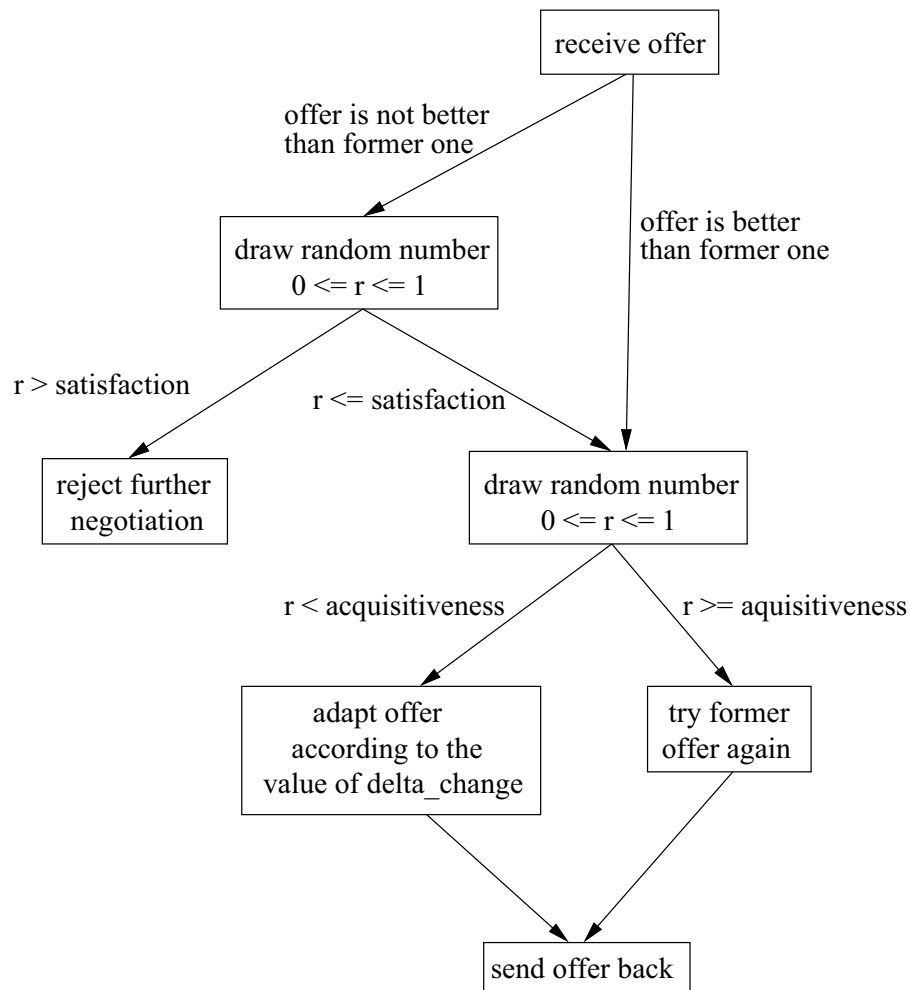 receive offer
offer is not better
than former one
offer is better
than former one
draw random number
0 <= r <= 1
r > satisfaction
r <= satisfaction
reject further
negotiation
draw random number
0 <= r <= 1
r < acquisitiveness
r >= aquisitiveness
adapt offer
according to the
value of delta_change
try former
offer again
send offer back